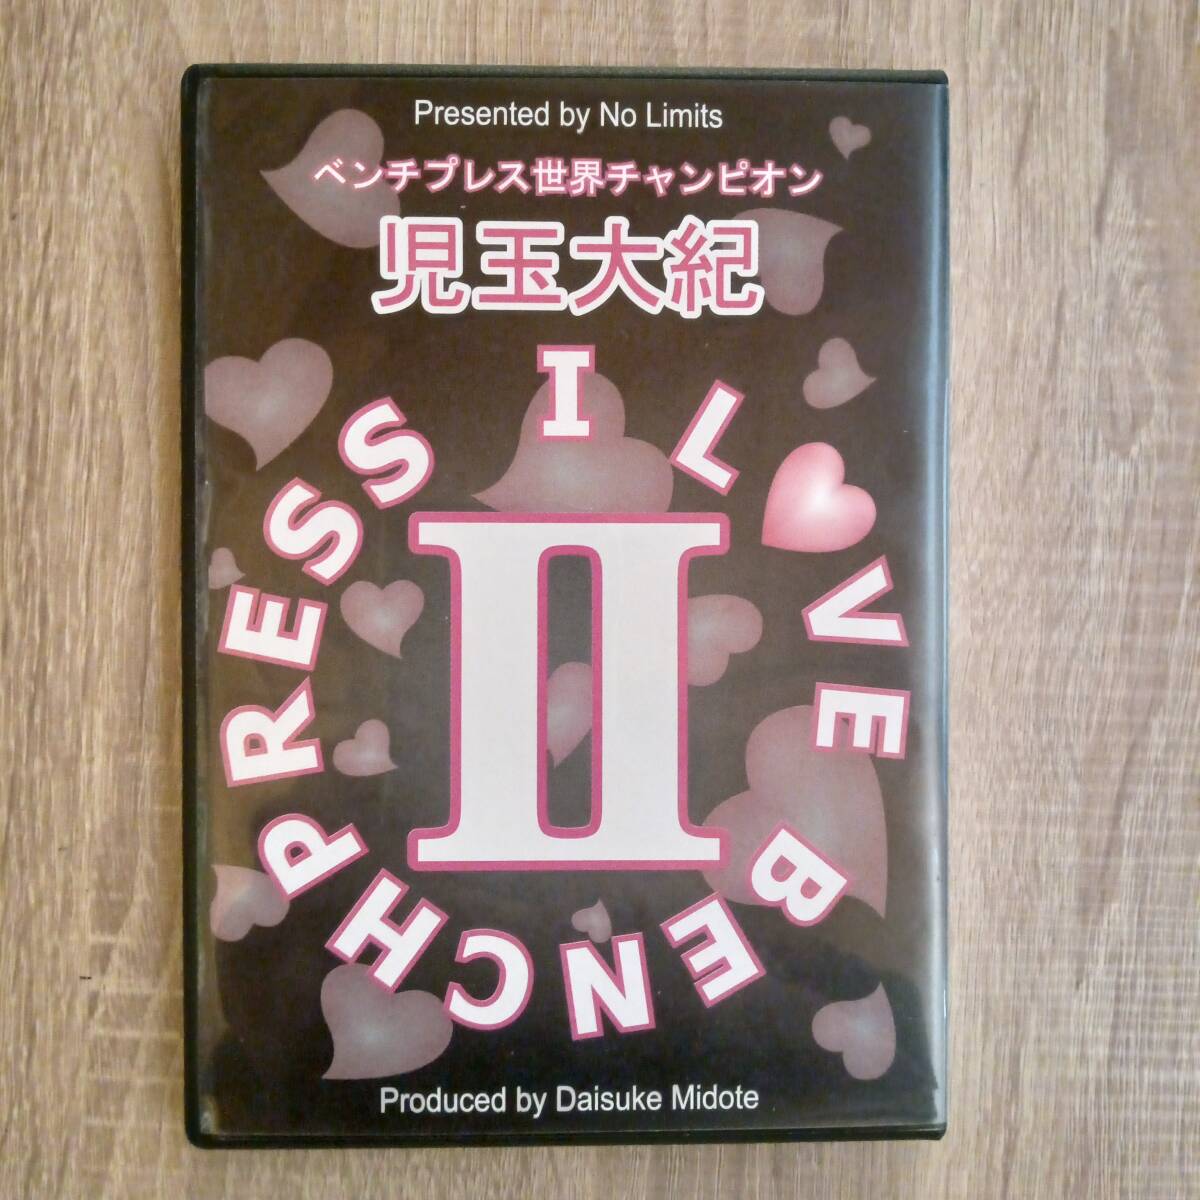 Presented by No Limits
ベンチプレス世界チャンピオン
児玉大紀
I L♥VE BENCHPRESS
II
Produced by Daisuke Midote